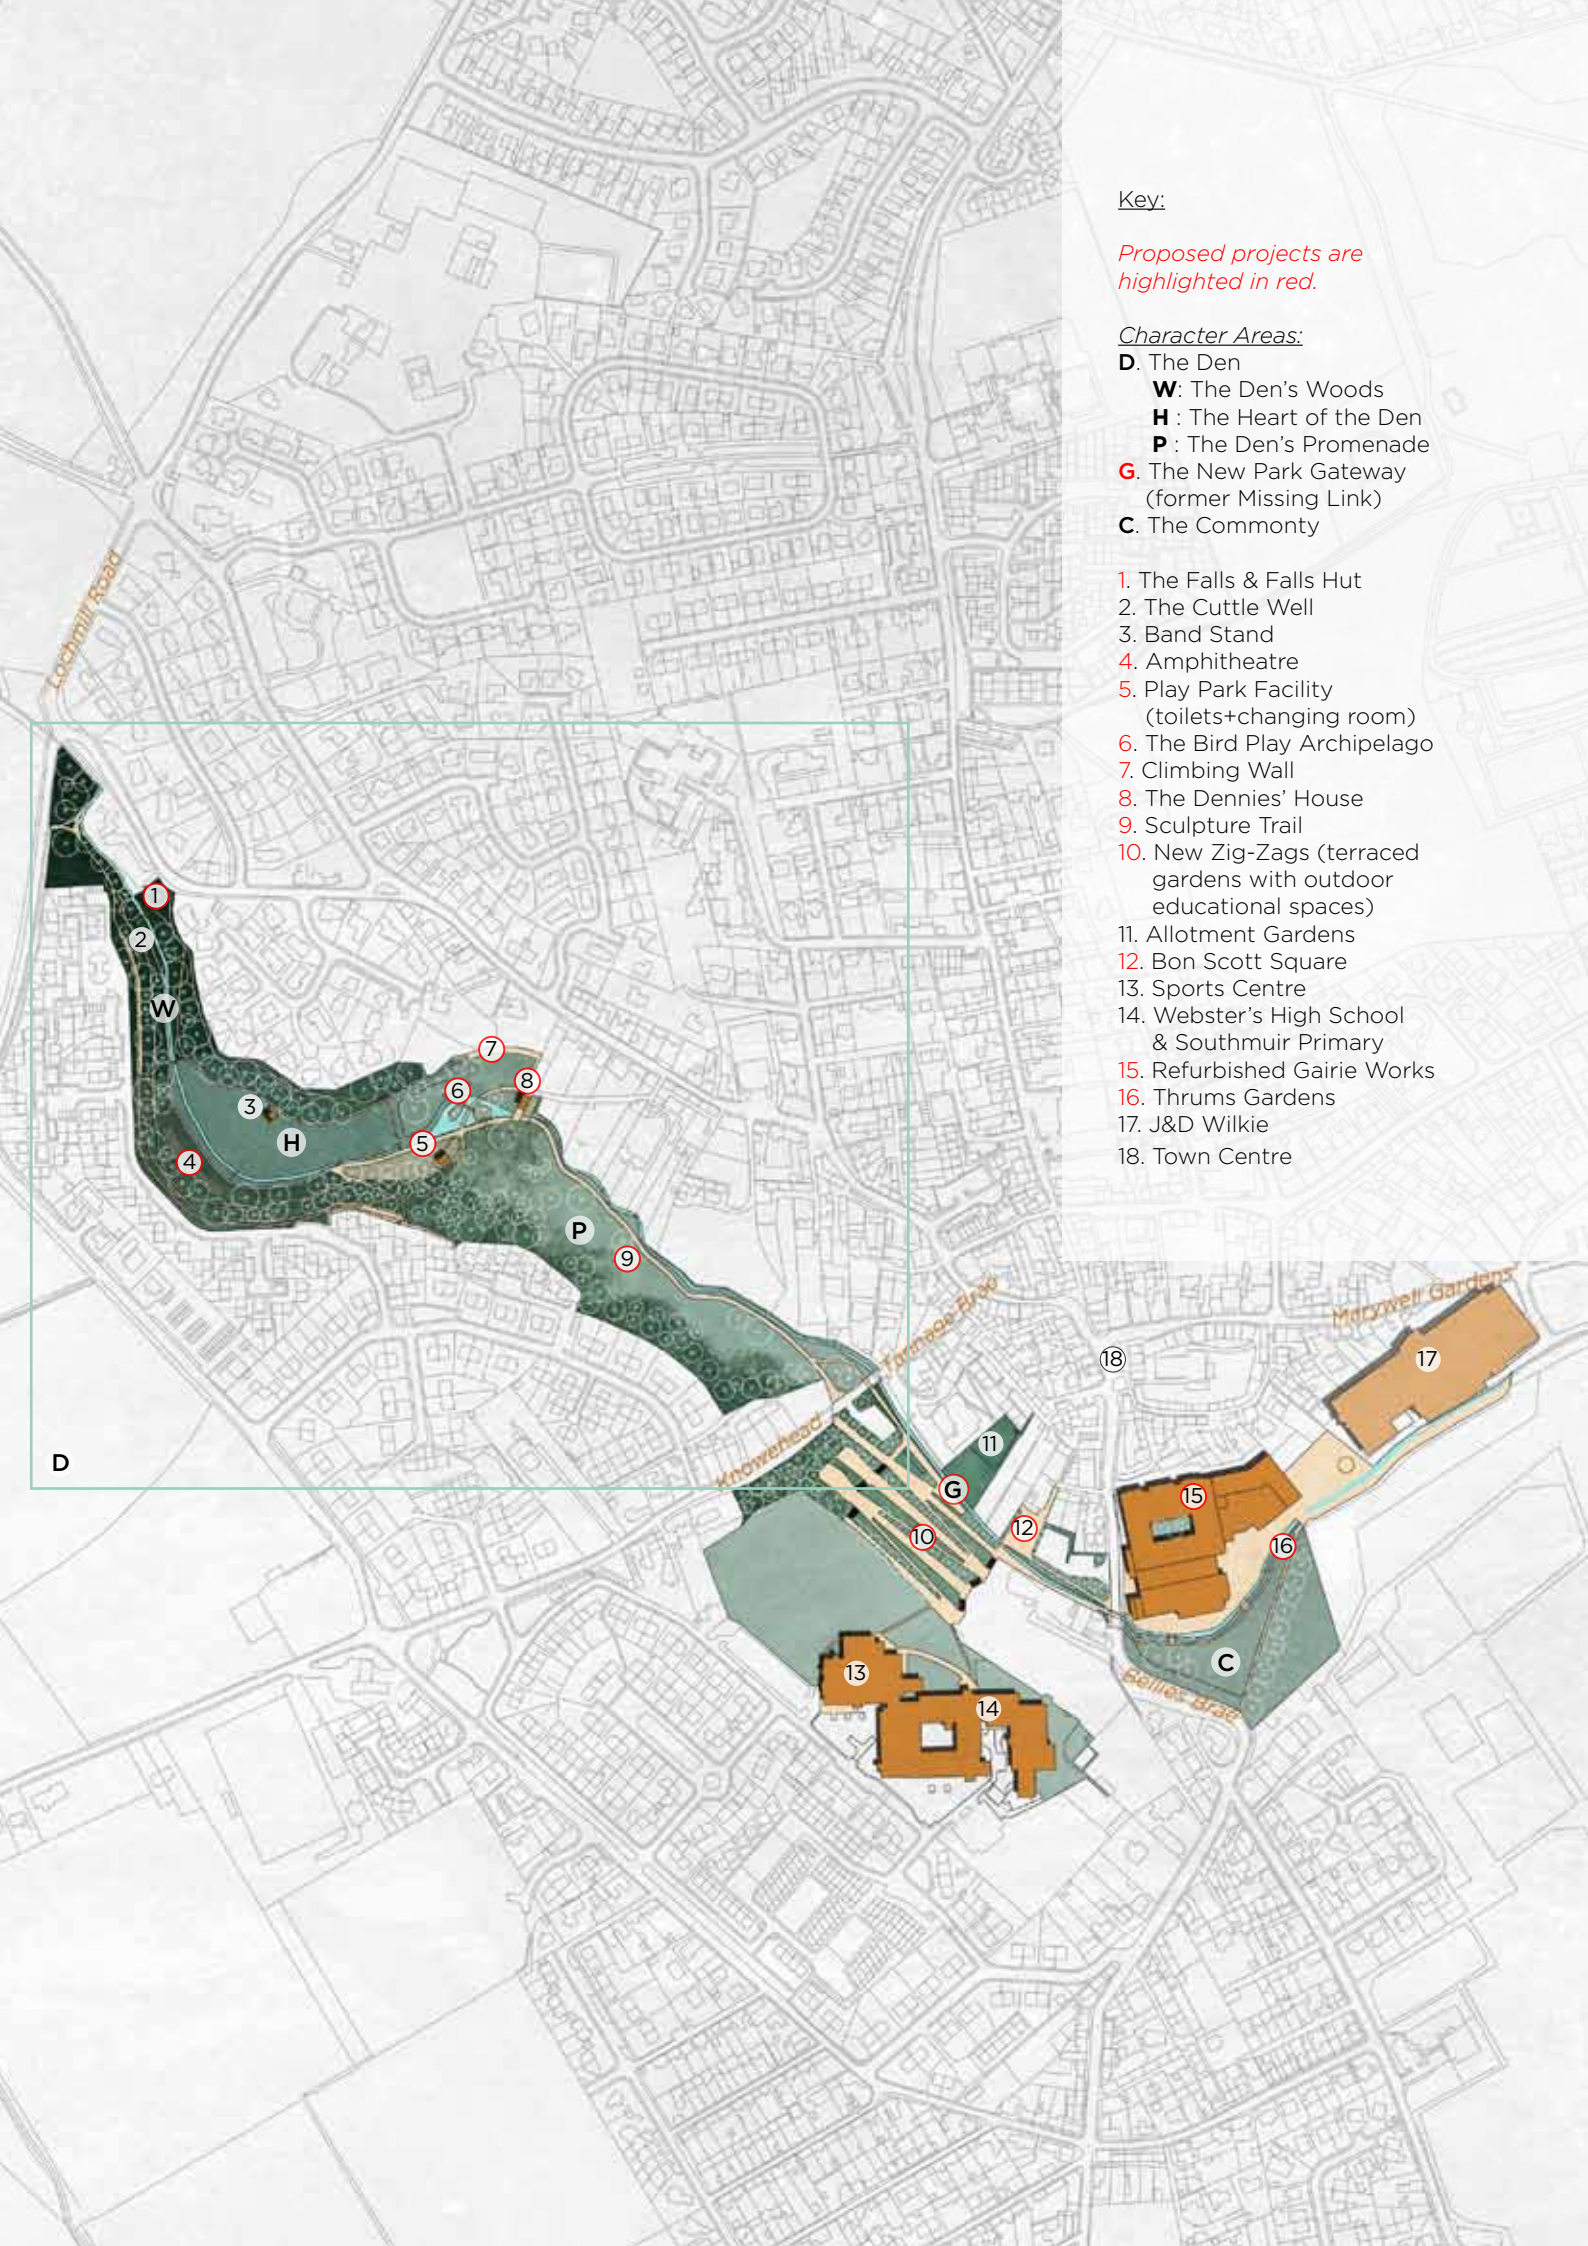 Key:
Proposed projects are
highlighted in red.
Character Areas:
D. The Den
W: The Den's Woods
H : The Heart of the Den
P : The Den's Promenade
G. The New Park Gateway
(former Missing Link)
C. The Commonty
1. The Falls & Falls Hut
2. The Cuttle Well
3. Band Stand
4. Amphitheatre
5. Play Park Facility
(toilets+changing room)
6. The Bird Play Archipelago
7. Climbing Wall
8. The Dennies' House
9. Sculpture Trail
10. New Zig-Zags (terraced
gardens with outdoor
educational spaces)
11. Allotment Gardens
12. Bon Scott Square
13. Sports Centre
14. Webster's High School
& Southmuir Primary
15. Refurbished Gairie Works
16. Thrums Gardens
17. J&D Wilkie
18. Town Centre
Lochmill Road
1
2
W
7
6
8
3
H
5
4
P
9
Tannage Brae
Marywell Gardens
18
17
Knowehead
11
D
G
15
12
10
16
C
13
Bellies Brae
14